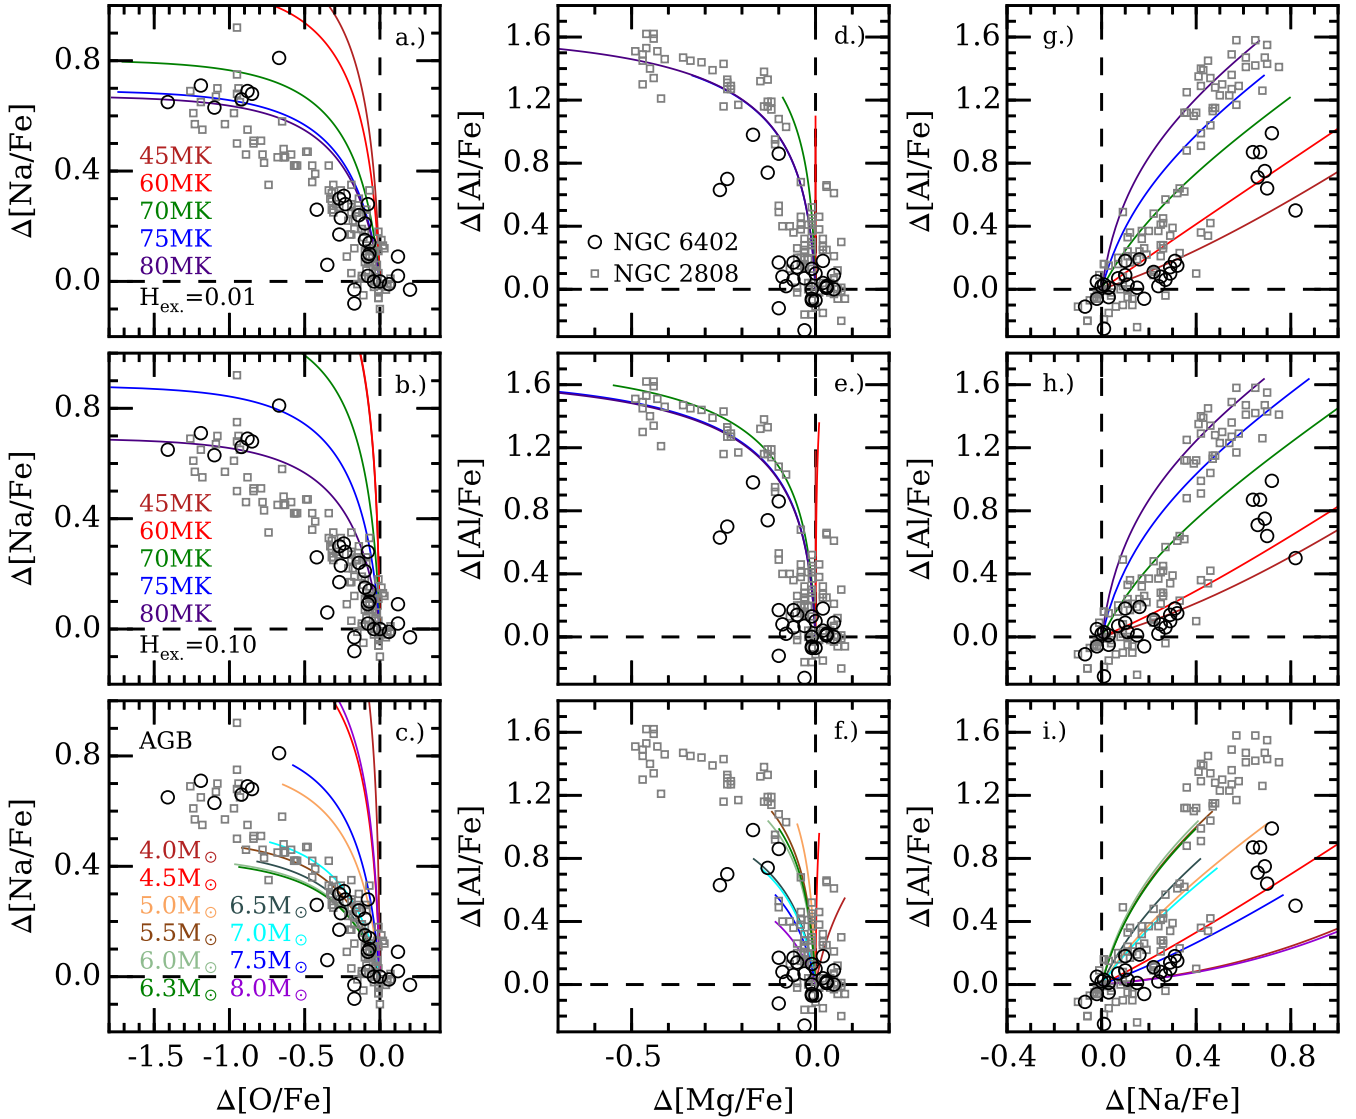 a.)
0.8
0.4
0.0
Δ[Na/Fe]
45MK
60MK
70MK
75MK
80MK
H_ex.=0.01
d.)
1.6
1.2
0.8
0.4
0.0
Δ[Al/Fe]
NGC 6402
NGC 2808
g.)
1.6
1.2
0.8
0.4
0.0
Δ[Al/Fe]
b.)
0.8
0.4
0.0
Δ[Na/Fe]
45MK
60MK
70MK
75MK
80MK
H_ex.=0.10
e.)
1.6
1.2
0.8
0.4
0.0
Δ[Al/Fe]
h.)
1.6
1.2
0.8
0.4
0.0
Δ[Al/Fe]
c.)
AGB
0.8
0.4
0.0
Δ[Na/Fe]
4.0M⊙
4.5M⊙
5.0M⊙ 6.5M⊙
5.5M⊙ 7.0M⊙
6.0M⊙ 7.5M⊙
6.3M⊙ 8.0M⊙
-1.5 -1.0 -0.5 0.0
Δ[O/Fe]
f.)
1.6
1.2
0.8
0.4
0.0
Δ[Al/Fe]
-0.5 0.0
Δ[Mg/Fe]
i.)
1.6
1.2
0.8
0.4
0.0
Δ[Al/Fe]
-0.4 0.0 0.4 0.8
Δ[Na/Fe]